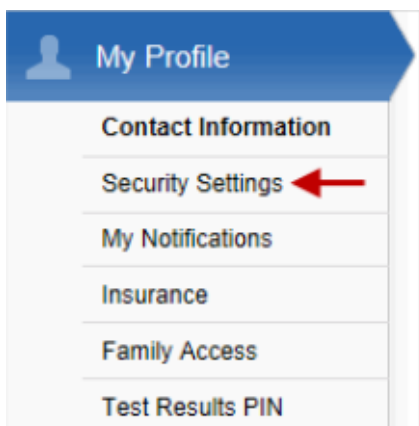 My Profile
Contact Information
Security Settings
My Notifications
Insurance
Family Access
Test Results PIN